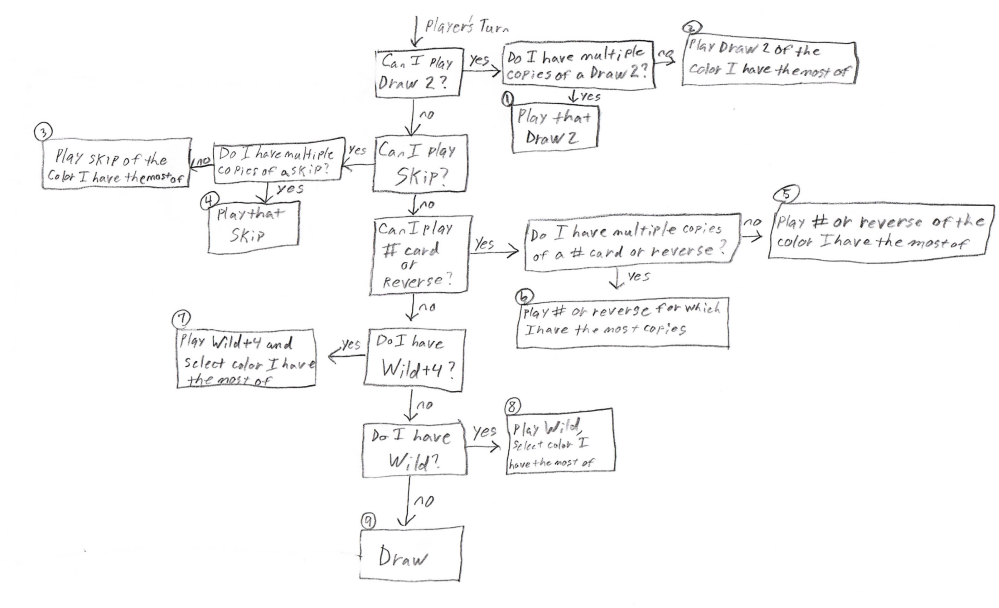 Player's Turn
Can I play
Draw 2?
yes
Do I have multiple
copies of a Draw 2?
no
2
Play Draw 2 of the
color I have the most of
yes
1
Play that
Draw 2
no
Can I play
Skip?
yes
Do I have multiple
copies of a skip?
no
3
Play skip of the
color I have the most of
yes
4
Play that
Skip
no
Can I play
# card
or
Reverse?
yes
Do I have multiple copies
of a # card or reverse?
no
5
Play # or reverse of the
color I have the most of
yes
6
Play # or reverse for which
I have the most copies
no
Do I have
Wild+4?
yes
7
Play Wild+4 and
select color I have
the most of
no
Do I have
Wild?
yes
8
Play Wild,
select color I
have the most of
no
9
Draw